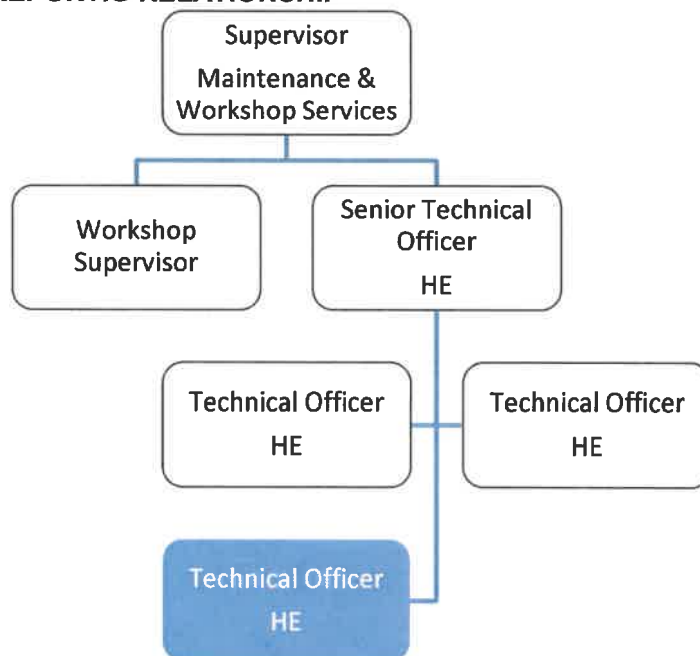 Supervisor
Maintenance &
Workshop Services
Workshop
Supervisor
Senior Technical
Officer
HE
Technical Officer
HE
Technical Officer
HE
Technical Officer
HE